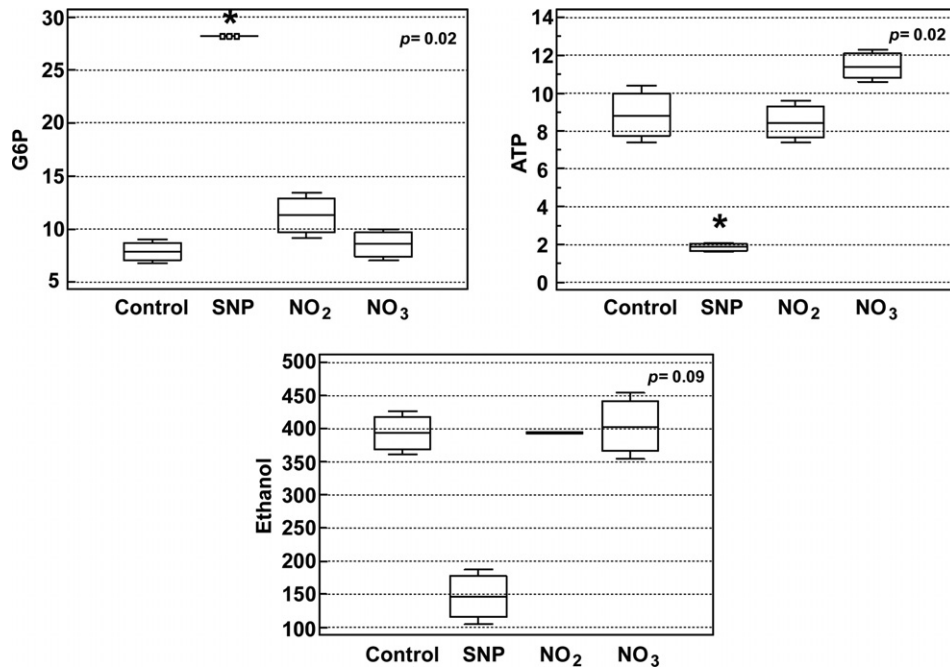 30
25
20
15
10
5
G6P
*
p= 0.02
Control SNP NO₂ NO₃
14
12
10
8
6
4
2
0
ATP
*
p= 0.02
Control SNP NO₂ NO₃
500
450
400
350
300
250
200
150
100
Ethanol
p= 0.09
Control SNP NO₂ NO₃